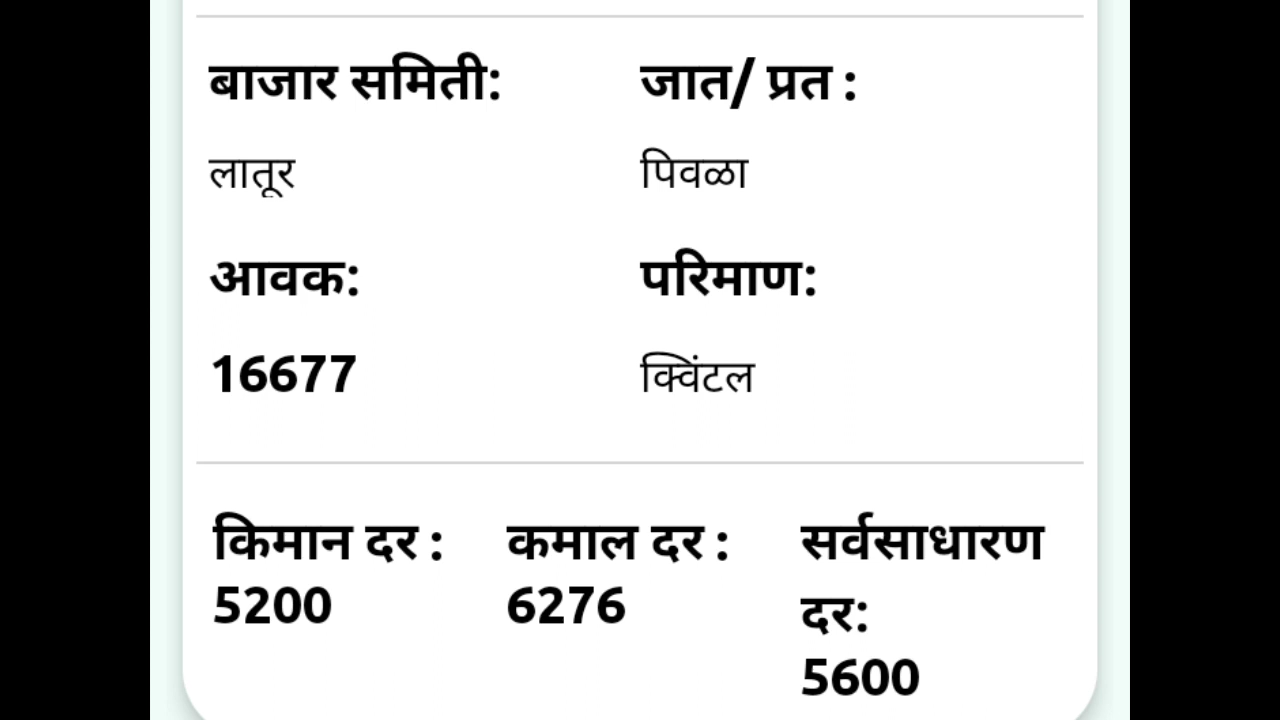 बाजार समिती: जात/ प्रत :
लातूर पिवळा
आवक: परिमाण:
16677 क्विंटल
किमान दर : कमाल दर : सर्वसाधारण
5200 6276 दर:
5600